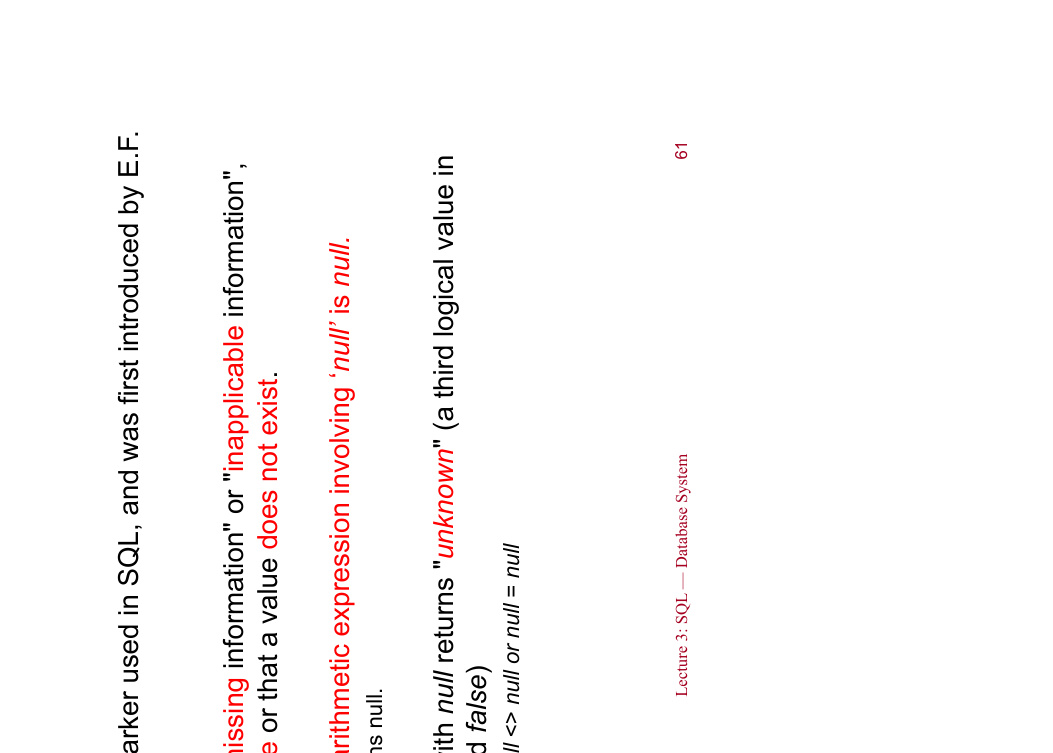 arker used in SQL, and was first introduced by E.F.
issing information" or "inapplicable information",
e or that a value does not exist.
rithmetic expression involving ‘null’ is null.
ns null.
ith null returns "unknown" (a third logical value in
d false)
ll <> null or null = null
Lecture 3: SQL — Database System 61